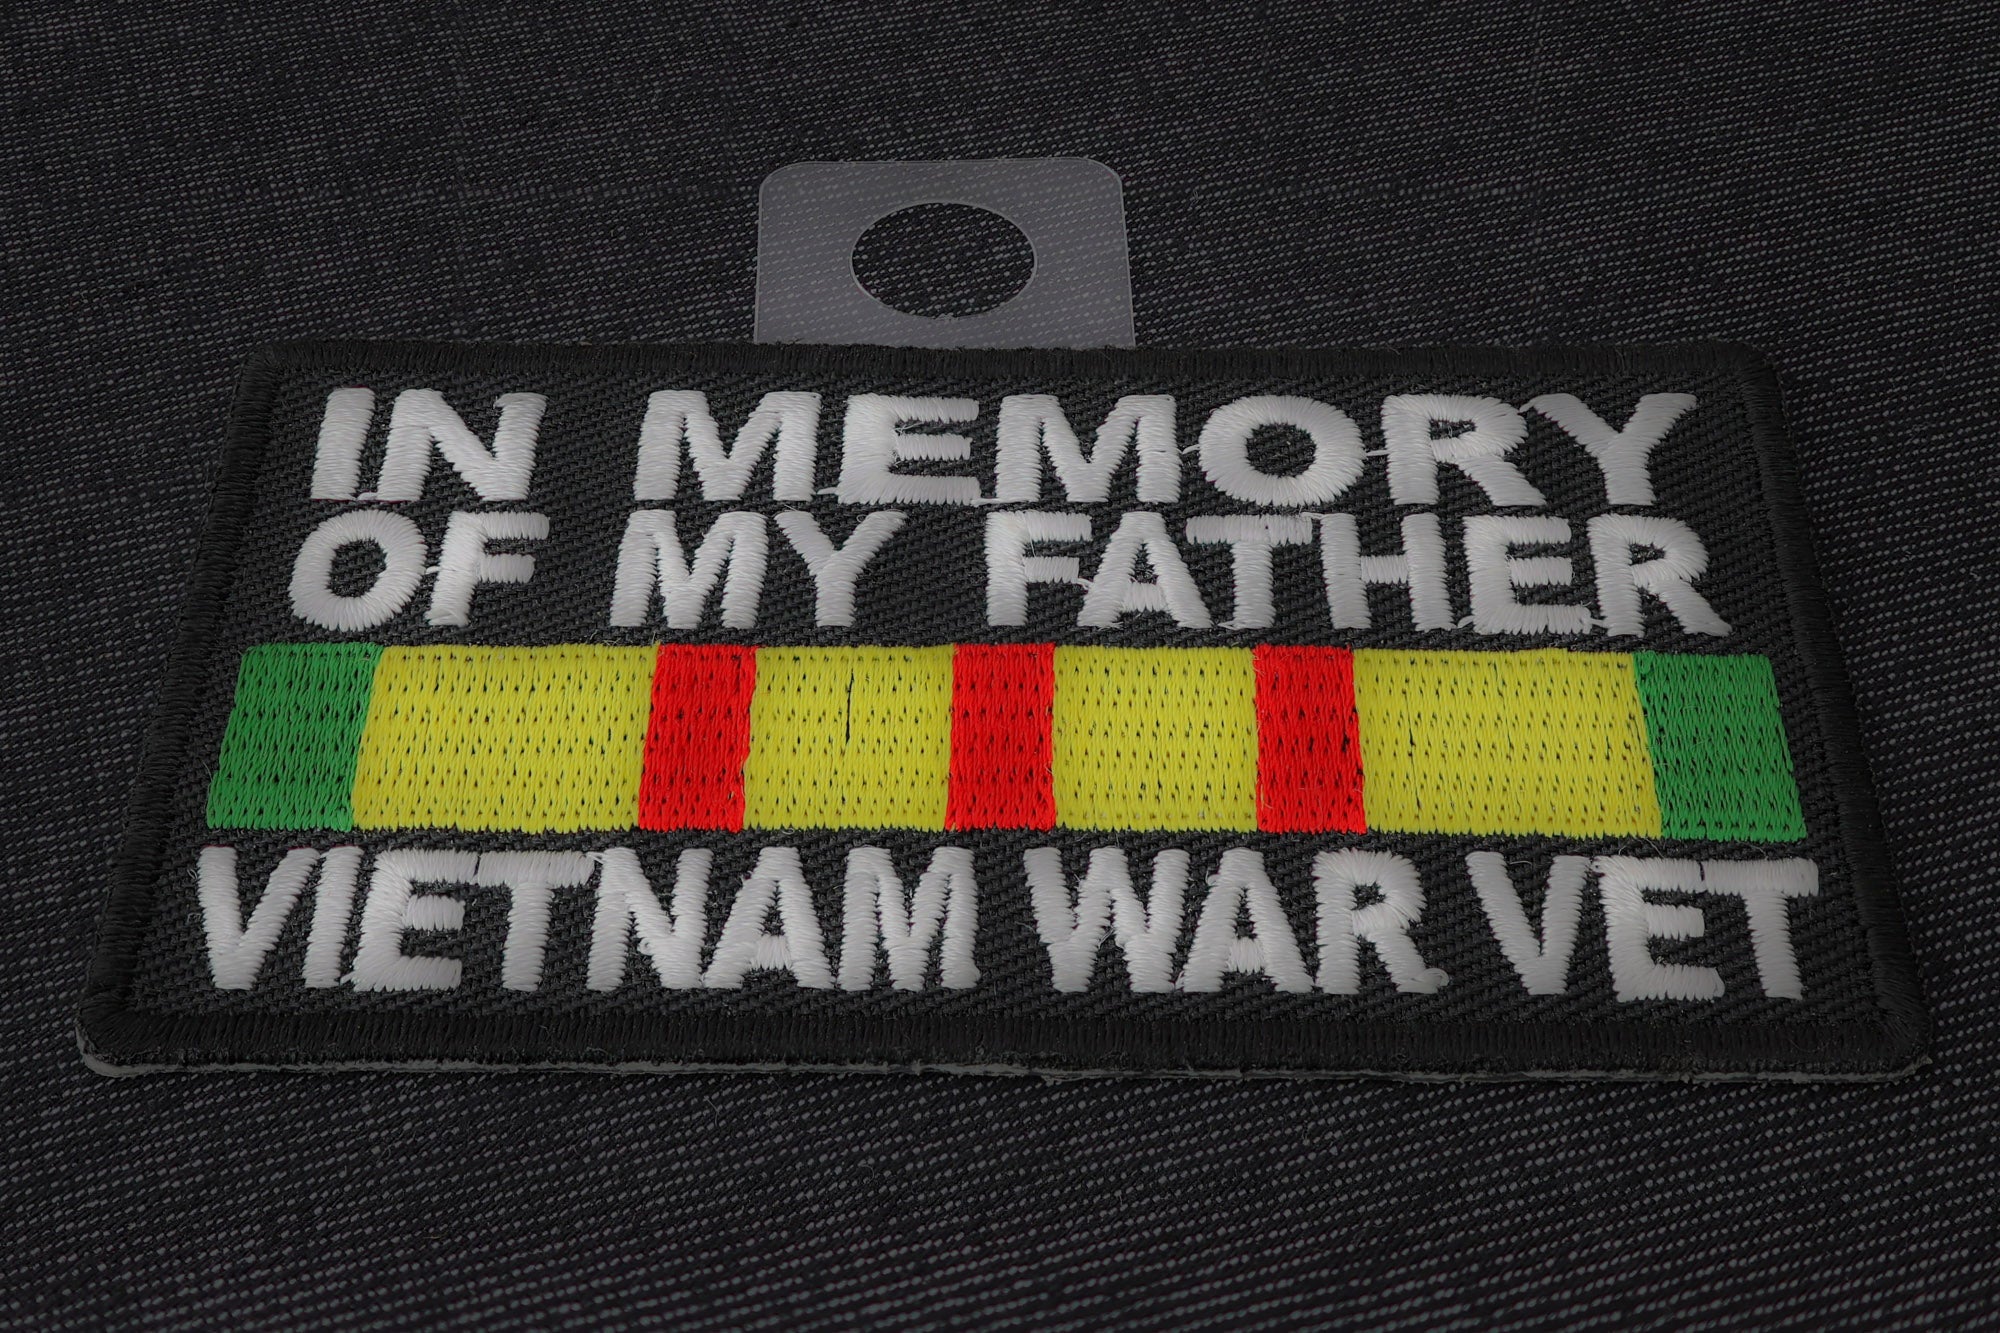 IN MEMORY
OF MY FATHER
VIETNAM WAR VET